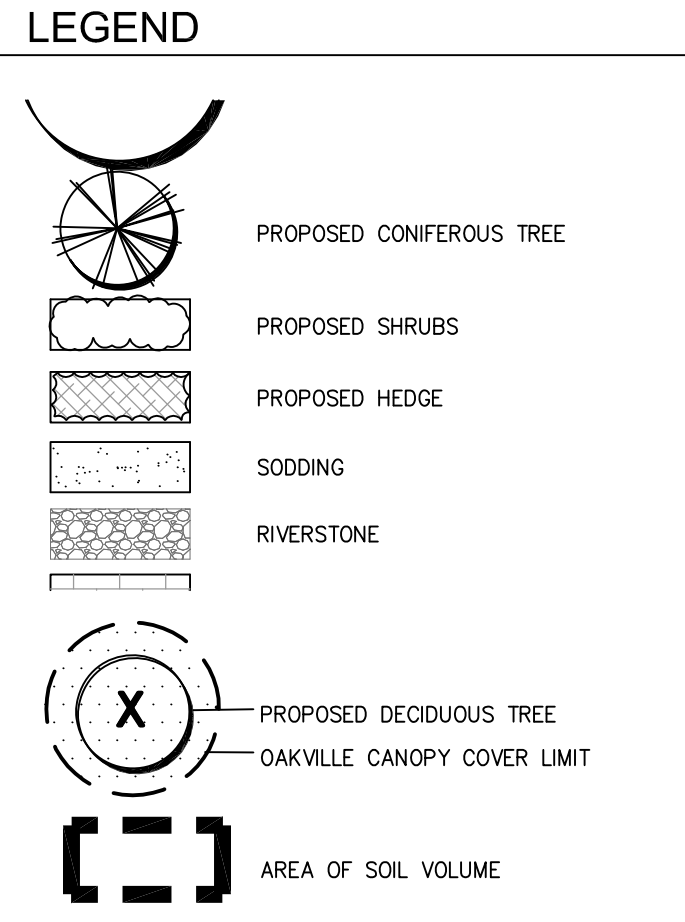 LEGEND
PROPOSED CONIFEROUS TREE
PROPOSED SHRUBS
PROPOSED HEDGE
SODDING
RIVERSTONE
X
PROPOSED DECIDUOUS TREE
OAKVILLE CANOPY COVER LIMIT
AREA OF SOIL VOLUME